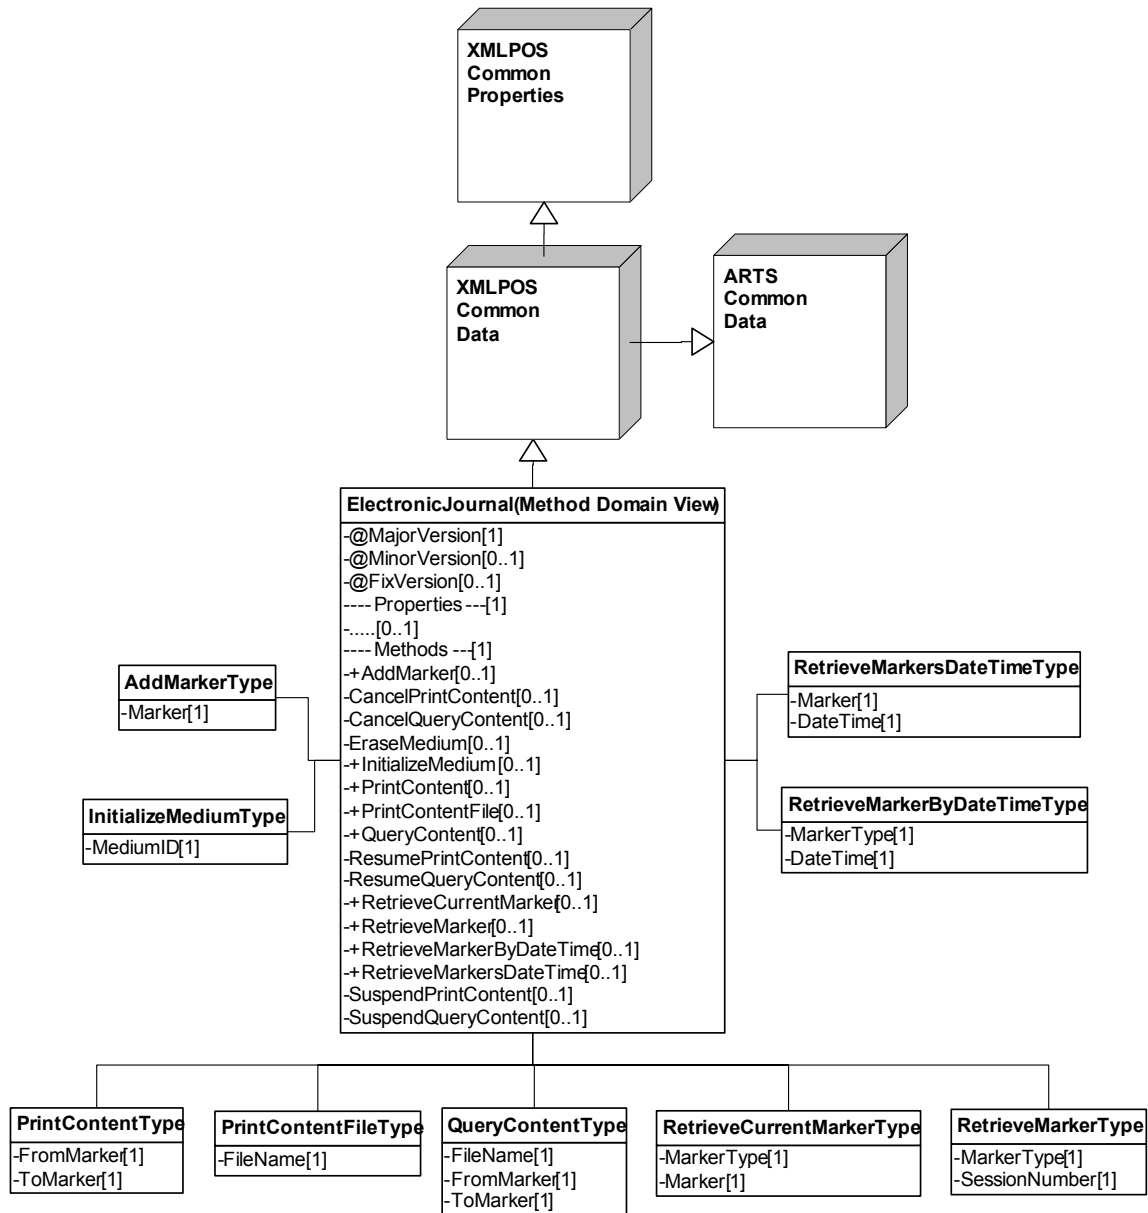 XMLPOS
Common
Properties
XMLPOS
Common
Data
ARTS
Common
Data
ElectronicJournal(Method Domain View)
-@MajorVersion[1]
-@MinorVersion[0..1]
-@FixVersion[0..1]
---- Properties ---[1]
-.....[0..1]
---- Methods ---[1]
-+AddMarker[0..1]
-CancelPrintContent[0..1]
-CancelQueryContent[0..1]
-EraseMedium[0..1]
-+InitializeMedium[0..1]
-+PrintContent[0..1]
-+PrintContentFile[0..1]
-+QueryContent[0..1]
-ResumePrintContent[0..1]
-ResumeQueryContent[0..1]
-+RetrieveCurrentMarker[0..1]
-+RetrieveMarker[0..1]
-+RetrieveMarkerByDateTime[0..1]
-+RetrieveMarkersDateTime[0..1]
-SuspendPrintContent[0..1]
-SuspendQueryContent[0..1]
AddMarkerType
-Marker[1]
InitializeMediumType
-MediumID[1]
RetrieveMarkersDateTimeType
-Marker[1]
-DateTime[1]
RetrieveMarkerByDateTimeType
-MarkerType[1]
-DateTime[1]
PrintContentType
-FromMarker[1]
-ToMarker[1]
PrintContentFileType
-FileName[1]
QueryContentType
-FileName[1]
-FromMarker[1]
-ToMarker[1]
RetrieveCurrentMarkerType
-MarkerType[1]
-Marker[1]
RetrieveMarkerType
-MarkerType[1]
-SessionNumber[1]